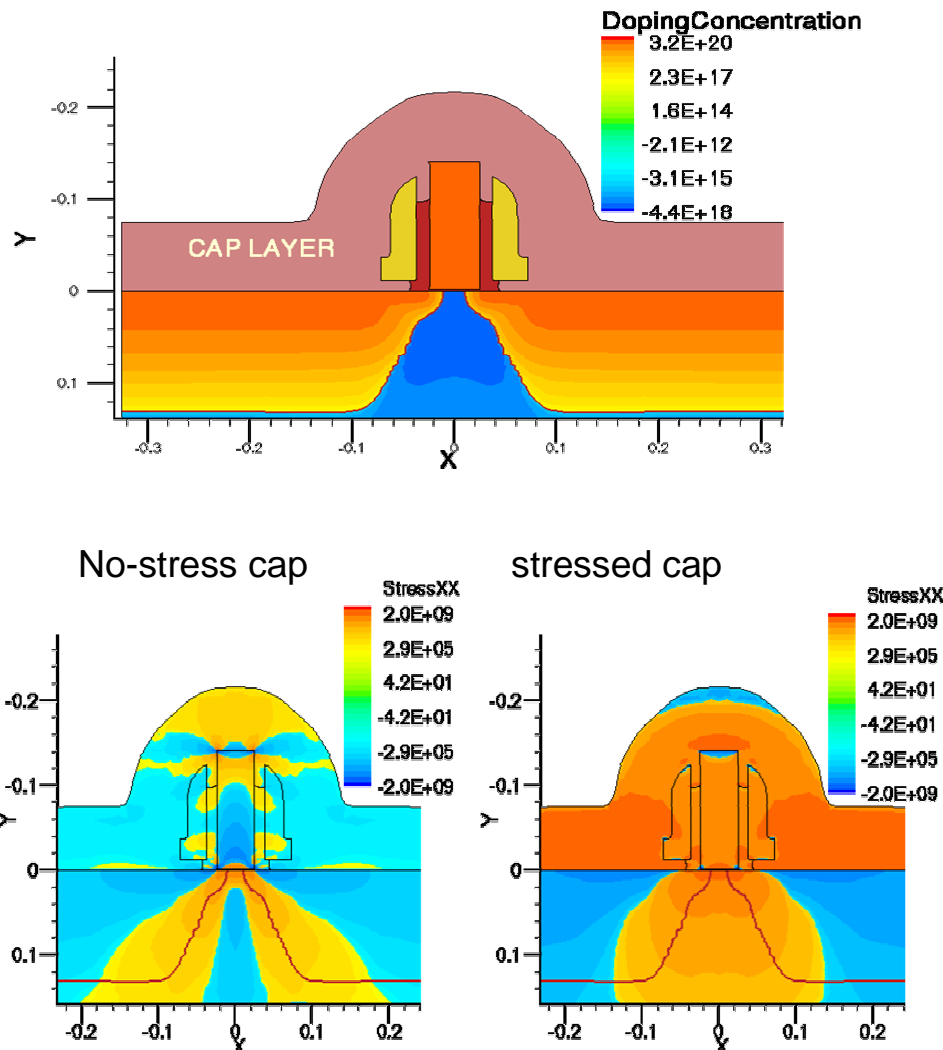 DopingConcentration
3.2E+20
2.3E+17
1.6E+14
-2.1E+12
-3.1E+15
-4.4E+18
-0.2
-0.1
0
0.1
Y
CAP LAYER
-0.3
-0.2
-0.1
0
0.1
0.2
0.3
X
No-stress cap
StressXX
2.0E+09
2.9E+05
4.2E+01
-4.2E+01
-2.9E+05
-2.0E+09
-0.2
-0.1
0
0.1
Y
-0.2
-0.1
0
0.1
0.2
X
stressed cap
StressXX
2.0E+09
2.9E+05
4.2E+01
-4.2E+01
-2.9E+05
-2.0E+09
-0.2
-0.1
0
0.1
Y
-0.2
-0.1
0
0.1
0.2
X